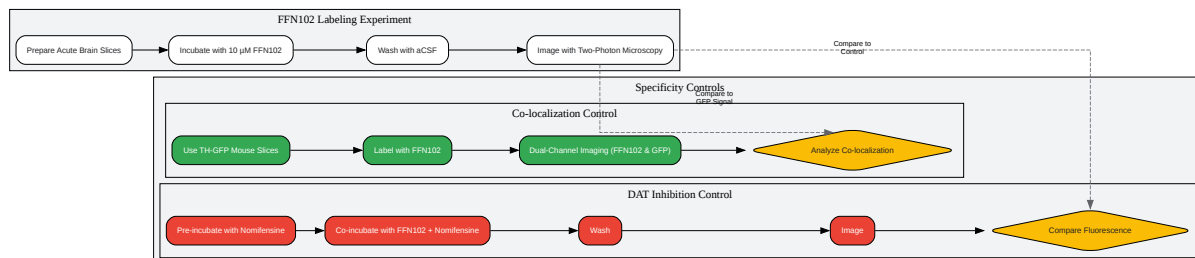 FFN102 Labeling Experiment
Prepare Acute Brain Slices
Incubate with 10 µM FFN102
Wash with aCSF
Image with Two-Photon Microscopy
Compare to
Control
Specificity Controls
Compare to
GFP Signal
Co-localization Control
Use TH-GFP Mouse Slices
Label with FFN102
Dual-Channel Imaging (FFN102 & GFP)
Analyze Co-localization
DAT Inhibition Control
Pre-incubate with Nomifensine
Co-incubate with FFN102 + Nomifensine
Wash
Image
Compare Fluorescence